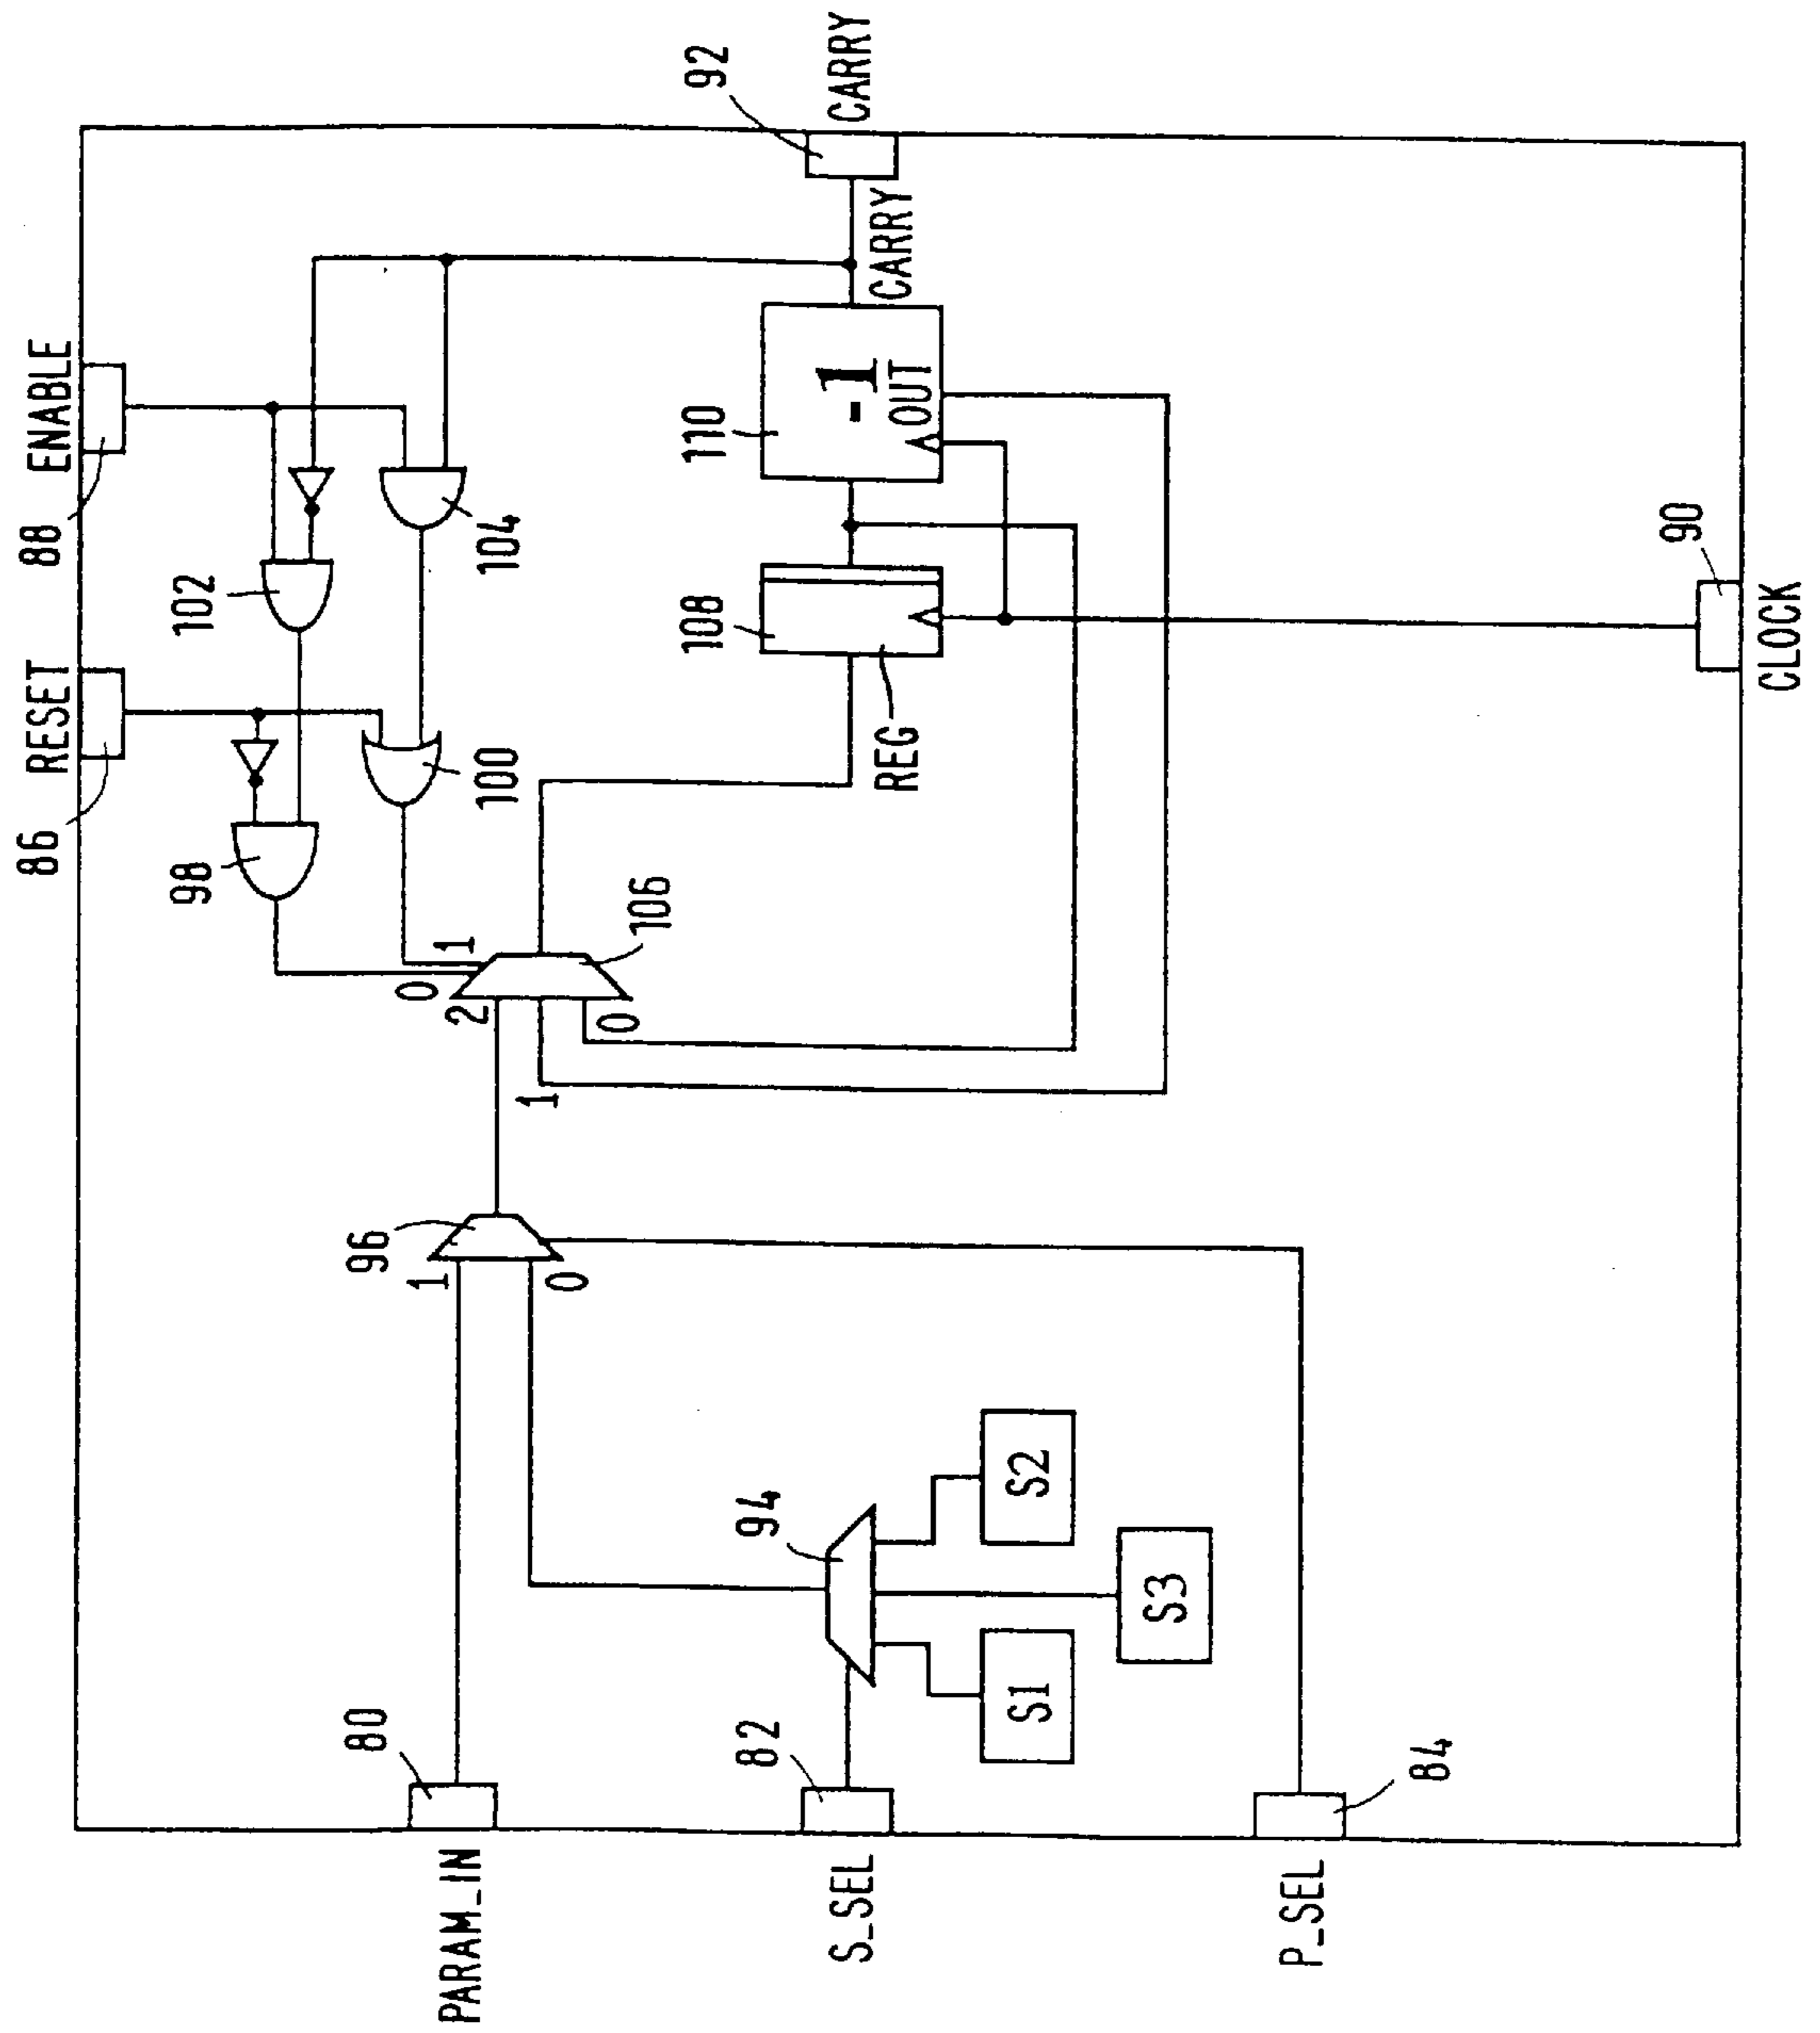 PARAM_IN
80
S_SEL
82
P_SEL
84
S1
S3
S2
94
96
1
0
RESET
86
ENABLE
88
98
102
100
104
106
0
1
2
1
0
108
REG
110
-1
OUT
CARRY
92
CARRY
90
CLOCK